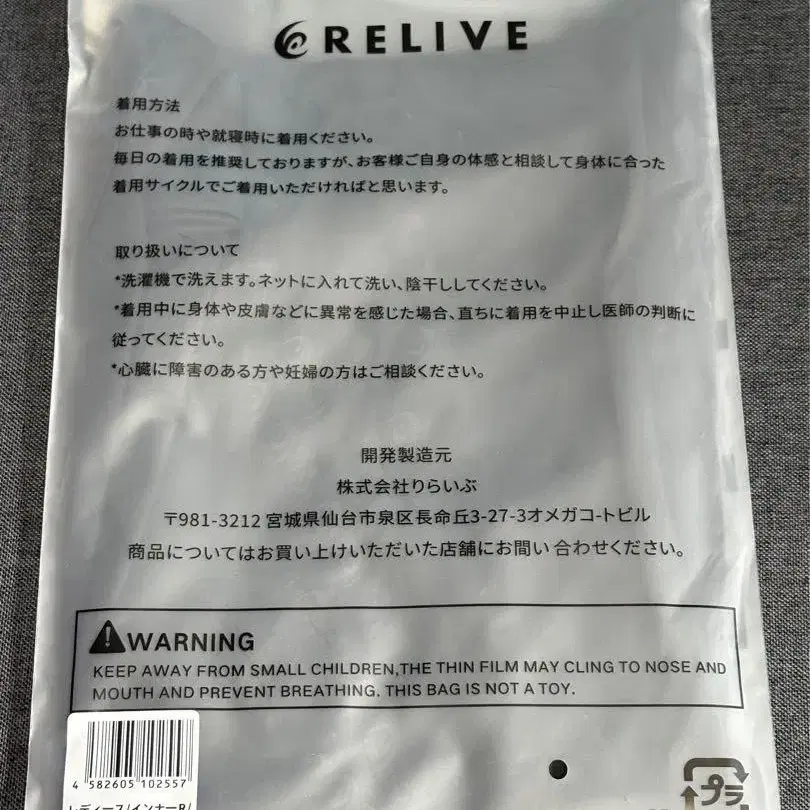 RELIVE
着用方法
お仕事の時や就寝時に着用ください。
毎日の着用を推奨しておりますが、お客様ご自身の体感と相談して身体に合った
着用サイクルでご着用いただければと思います。
取り扱いについて
*洗濯機で洗えます。ネットに入れて洗い、陰干ししてください。
*着用中に身体や皮膚などに異常を感じた場合、直ちに着用を中止し医師の判断に
従ってください。
*心臓に障害のある方や妊婦の方はご相談ください。
開発製造元
株式会社りらいぶ
〒981-3212 宮城県仙台市泉区長命丘3-27-3オメガコートビル
商品についてはお買い上げいただいた店舗にお問い合わせください。
WARNING
KEEP AWAY FROM SMALL CHILDREN,THE THIN FILM MAY CLING TO NOSE AND
MOUTH AND PREVENT BREATHING. THIS BAG IS NOT A TOY.
4 582605 102557
レディース/インナーR/
プラ